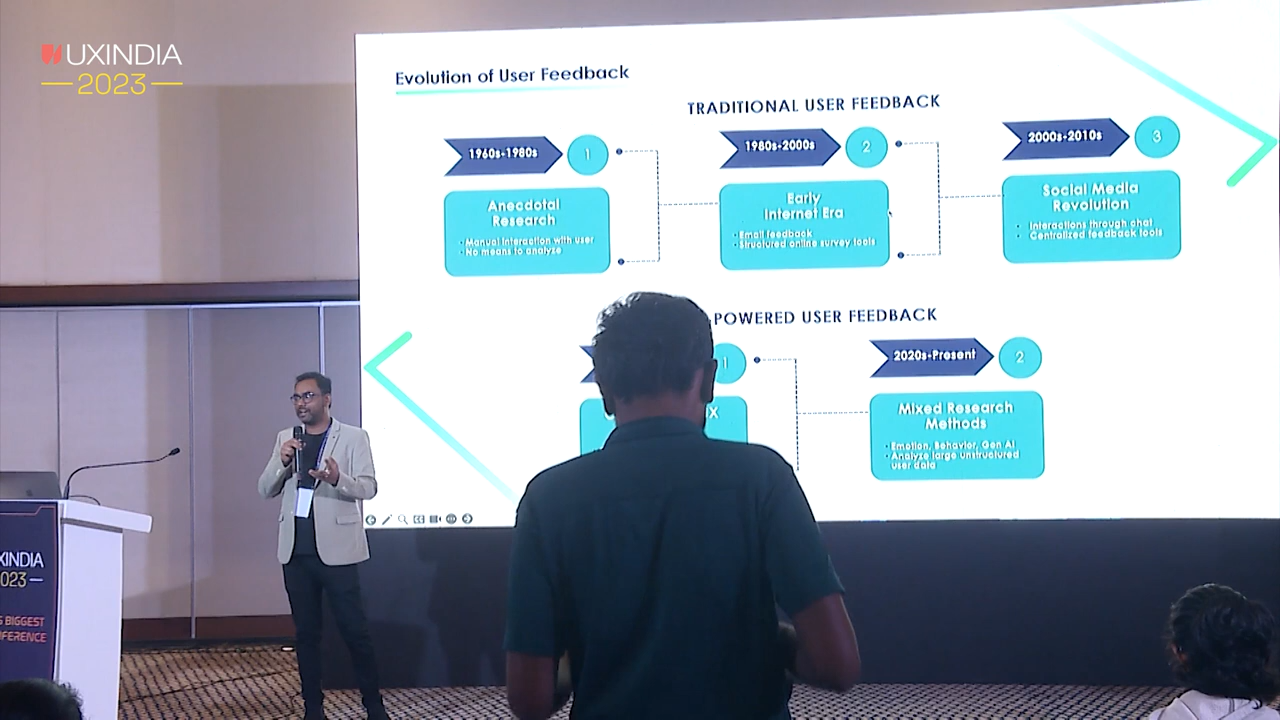 UXINDIA
2023
Evolution of User Feedback
TRADITIONAL USER FEEDBACK
1960s-1980s
1
Anecdotal
Research
• Manual interaction with user
• No means to analyze
1980s-2000s
2
Early
Internet Era
• Email feedback
• Structured online survey tools
2000s-2010s
3
Social Media
Revolution
• Interactions through chat
• Centralized feedback tools
POWERED USER FEEDBACK
1
X
2020s-Present
2
Mixed Research
Methods
• Emotion, Behavior, Gen AI
• Analyze large unstructured
user data
XINDIA
023
S BIGGEST
FERENCE